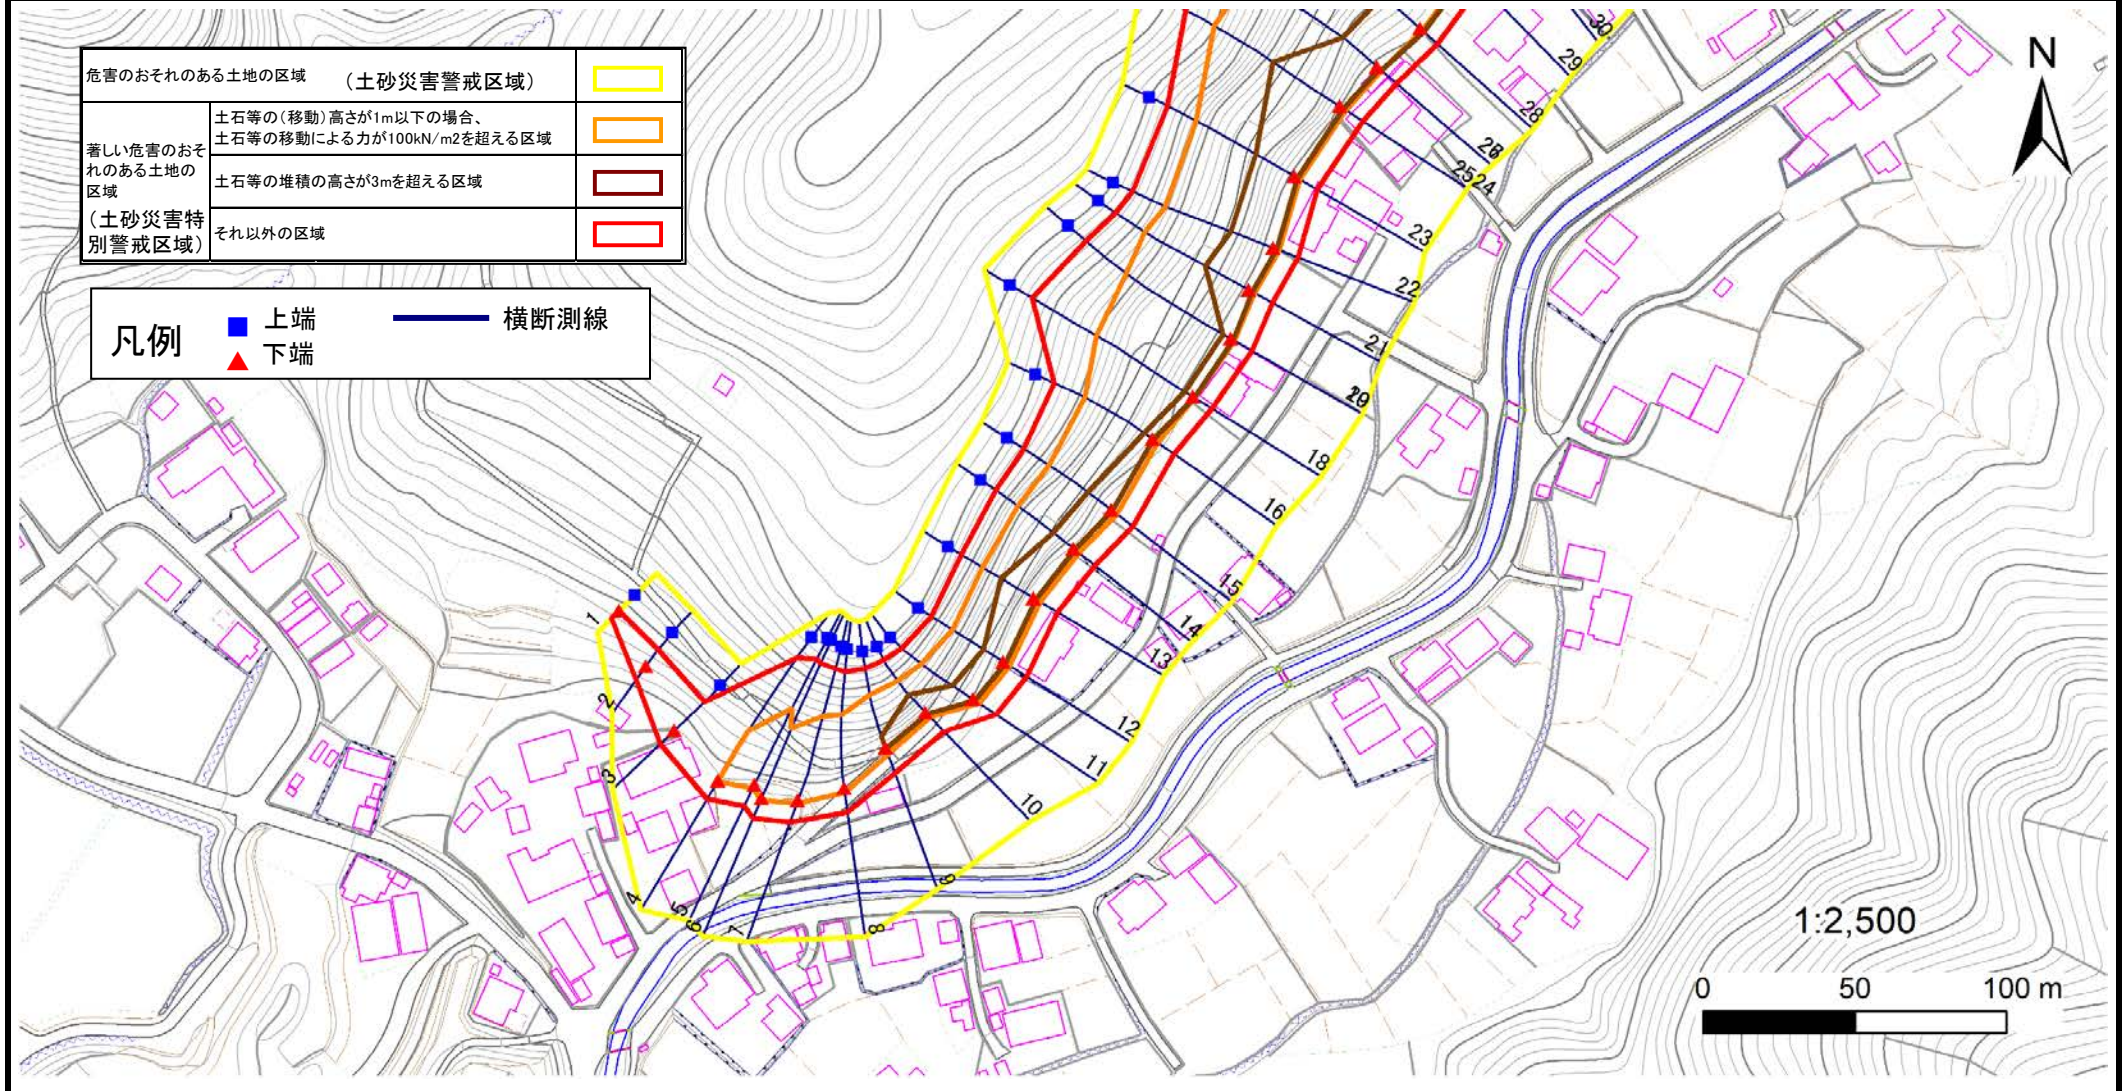 危害のおそれのある土地の区域 （土砂災害警戒区域）
著しい危害のおそ
れのある土地の
区域
（土砂災害特
別警戒区域）
土石等の（移動）高さが1m以下の場合、
土石等の移動による力が100kN/m2を超える区域
土石等の堆積の高さが3mを超える区域
それ以外の区域
凡例
上端
下端
横断測線
N
30
29
28
25
24
23
22
21
18
16
15
14
13
12
11
10
9
8
7
6
5
4
3
2
1
1:2,500
0 50 100 m